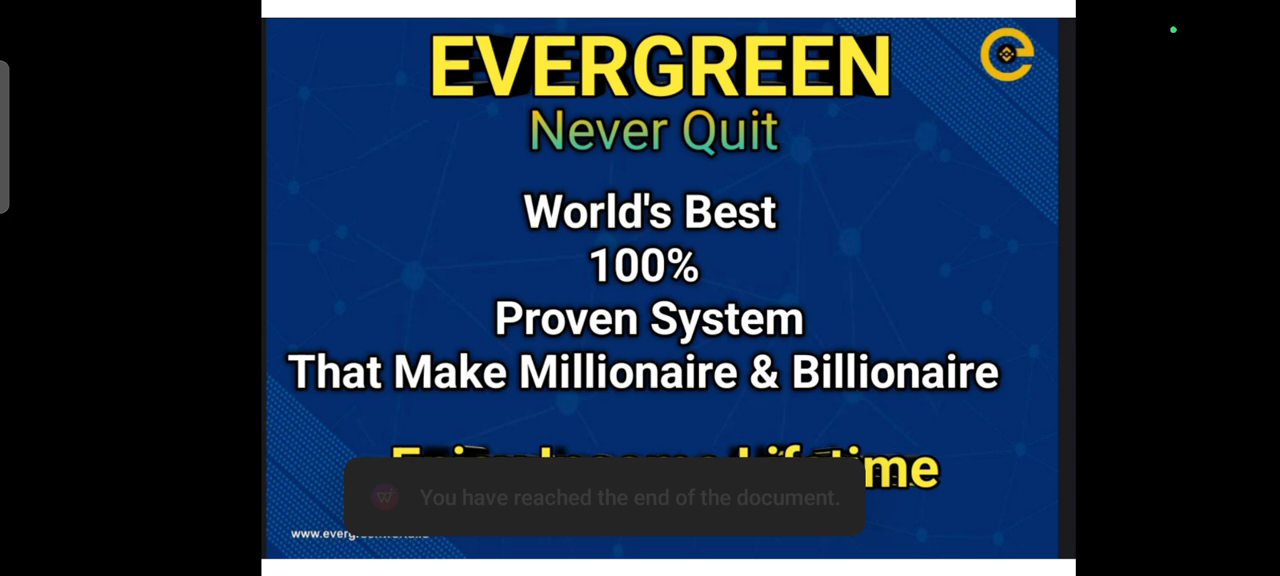 EVERGREEN
Never Quit
World's Best
100%
Proven System
That Make Millionaire & Billionaire
Lifetime
You have reached the end of the document.